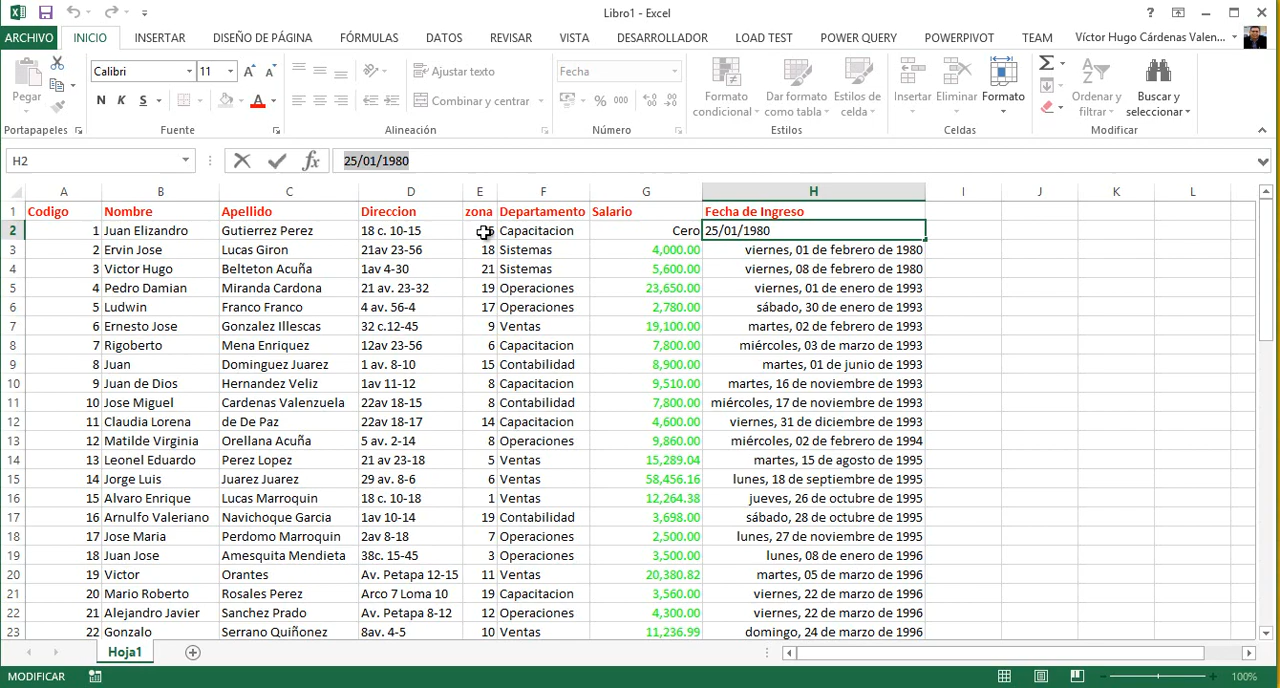 Libro1 - Excel
ARCHIVO INICIO INSERTAR DISEÑO DE PÁGINA FÓRMULAS DATOS REVISAR VISTA DESARROLLADOR LOAD TEST POWER QUERY POWERPIVOT TEAM Víctor Hugo Cárdenas Valen...
Pegar
Calibri 11
N K S
Ajustar texto
Combinar y centrar
Fecha
% 000
Formato condicional
Dar formato como tabla
Estilos de celda
Insertar Eliminar Formato
Ordenar y filtrar
Buscar y seleccionar
Portapapeles Fuente Alineación Número Estilos Celdas Modificar
H2 fx 25/01/1980
A B C D E F G H I J K L
1 Codigo Nombre Apellido Direccion zona Departamento Salario Fecha de Ingreso
2 1 Juan Elizandro Gutierrez Perez 18 c. 10-15 Capacitacion Cero 25/01/1980
3 2 Ervin Jose Lucas Giron 21av 23-56 18 Sistemas 4,000.00 viernes, 01 de febrero de 1980
4 3 Victor Hugo Belteton Acuña 1av 4-30 21 Sistemas 5,600.00 viernes, 08 de febrero de 1980
5 4 Pedro Damian Miranda Cardona 21 av. 23-32 19 Operaciones 23,650.00 viernes, 01 de enero de 1993
6 5 Ludwin Franco Franco 4 av. 56-4 17 Operaciones 2,780.00 sábado, 30 de enero de 1993
7 6 Ernesto Jose Gonzalez Illescas 32 c.12-45 9 Ventas 19,100.00 martes, 02 de febrero de 1993
8 7 Rigoberto Mena Enriquez 12av 23-56 6 Capacitacion 7,800.00 miércoles, 03 de marzo de 1993
9 8 Juan Dominguez Juarez 1 av. 8-10 15 Contabilidad 8,900.00 martes, 01 de junio de 1993
10 9 Juan de Dios Hernandez Veliz 1av 11-12 8 Capacitacion 9,510.00 martes, 16 de noviembre de 1993
11 10 Jose Miguel Cardenas Valenzuela 22av 18-15 8 Contabilidad 7,800.00 miércoles, 17 de noviembre de 1993
12 11 Claudia Lorena de De Paz 22av 18-17 14 Capacitacion 4,600.00 viernes, 31 de diciembre de 1993
13 12 Matilde Virginia Orellana Acuña 5 av. 2-14 8 Operaciones 9,860.00 miércoles, 02 de febrero de 1994
14 13 Leonel Eduardo Perez Lopez 21 av 23-18 5 Ventas 15,289.04 martes, 15 de agosto de 1995
15 14 Jorge Luis Juarez Juarez 29 av. 8-6 6 Ventas 58,456.16 lunes, 18 de septiembre de 1995
16 15 Alvaro Enrique Lucas Marroquin 18 c. 10-18 1 Ventas 12,264.38 jueves, 26 de octubre de 1995
17 16 Arnulfo Valeriano Navichoque Garcia 1av 10-14 19 Contabilidad 3,698.00 sábado, 28 de octubre de 1995
18 17 Jose Maria Perdomo Marroquin 2av 8-18 7 Operaciones 2,500.00 lunes, 27 de noviembre de 1995
19 18 Juan Jose Amesquita Mendieta 38c. 15-45 3 Operaciones 3,500.00 lunes, 08 de enero de 1996
20 19 Victor Orantes Av. Petapa 12-15 11 Ventas 20,380.82 martes, 05 de marzo de 1996
21 20 Mario Roberto Rosales Perez Arco 7 Loma 10 19 Capacitacion 3,560.00 viernes, 22 de marzo de 1996
22 21 Alejandro Javier Sanchez Prado Av. Petapa 8-12 12 Operaciones 4,300.00 viernes, 22 de marzo de 1996
23 22 Gonzalo Serrano Quiñonez 8av. 4-5 10 Ventas 11,236.99 domingo, 24 de marzo de 1996
Hoja1
MODIFICAR 100%